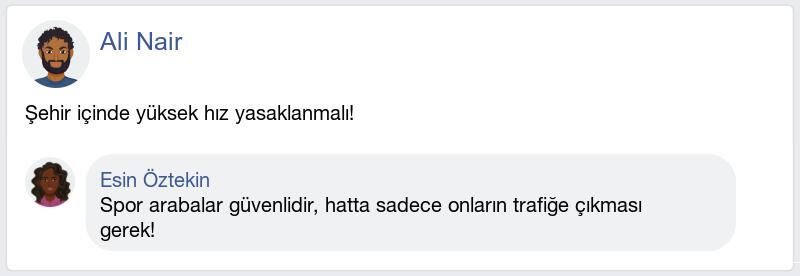 Ali Nair
Şehir içinde yüksek hız yasaklanmalı!
Esin Öztekin
Spor arabalar güvenlidir, hatta sadece onların trafiğe çıkması
gerek!